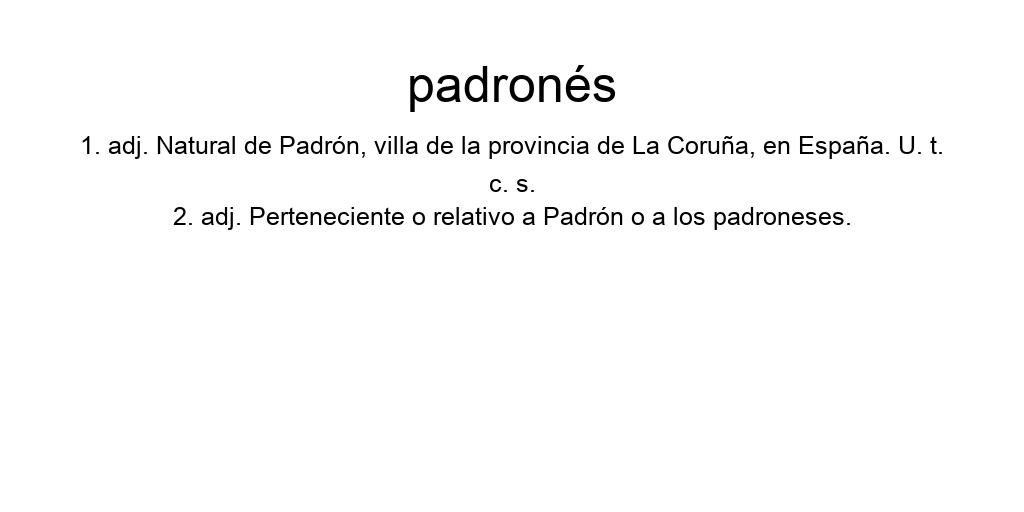 padronés
1. adj. Natural de Padrón, villa de la provincia de La Coruña, en España. U. t.
c. s.
2. adj. Perteneciente o relativo a Padrón o a los padroneses.